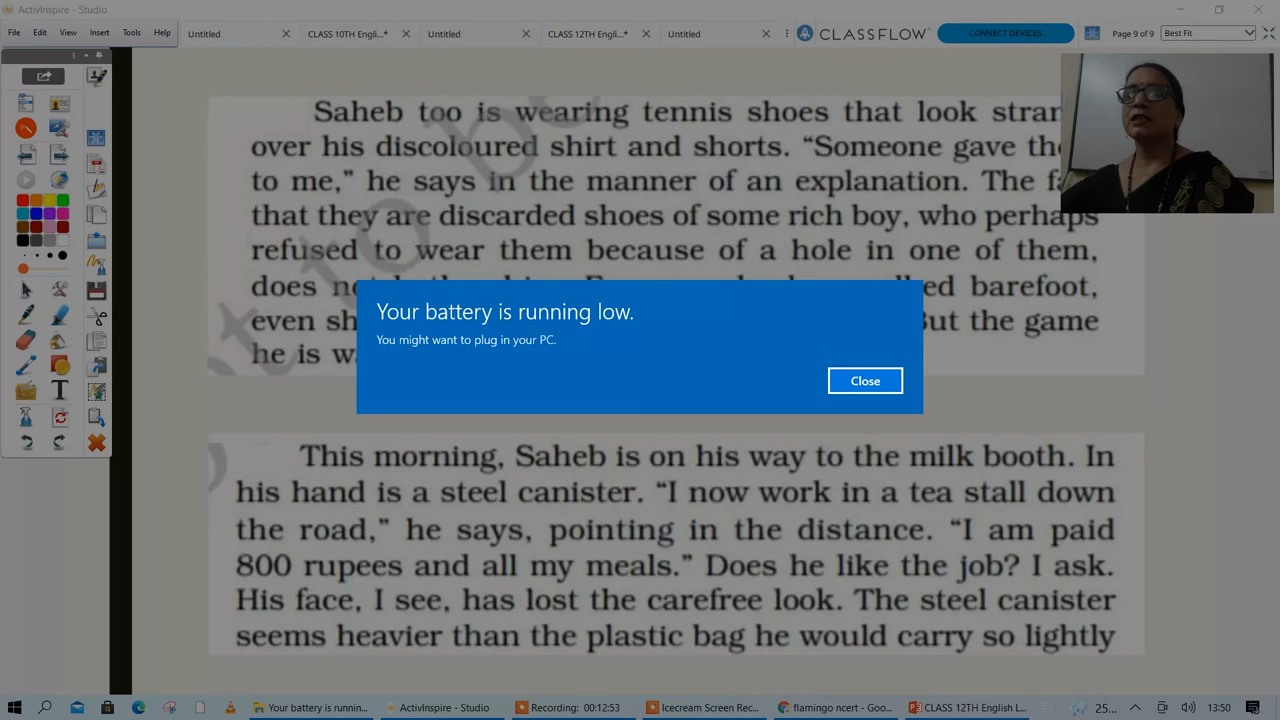 ActivInspire - Studio
File Edit View Insert Tools Help
Untitled
CLASS 10TH Engli...*
Untitled
CLASS 12TH Engli...*
Untitled
CLASSFLOW
CONNECT DEVICES
Page 9 of 9
Best Fit
Saheb too is wearing tennis shoes that look stran
over his discoloured shirt and shorts. “Someone gave the
to me,” he says in the manner of an explanation. The fa
that they are discarded shoes of some rich boy, who perhaps
refused to wear them because of a hole in one of them,
does
ed barefoot,
even sh
But the game
he is wa
Your battery is running low.
You might want to plug in your PC.
Close
This morning, Saheb is on his way to the milk booth. In
his hand is a steel canister. “I now work in a tea stall down
the road,” he says, pointing in the distance. “I am paid
800 rupees and all my meals.” Does he like the job? I ask.
His face, I see, has lost the carefree look. The steel canister
seems heavier than the plastic bag he would carry so lightly
Your battery is runnin...
ActivInspire - Studio
Recording: 00:12:53
Icecream Screen Rec...
flamingo ncert - Goo...
CLASS 12TH English L...
25...
13:50